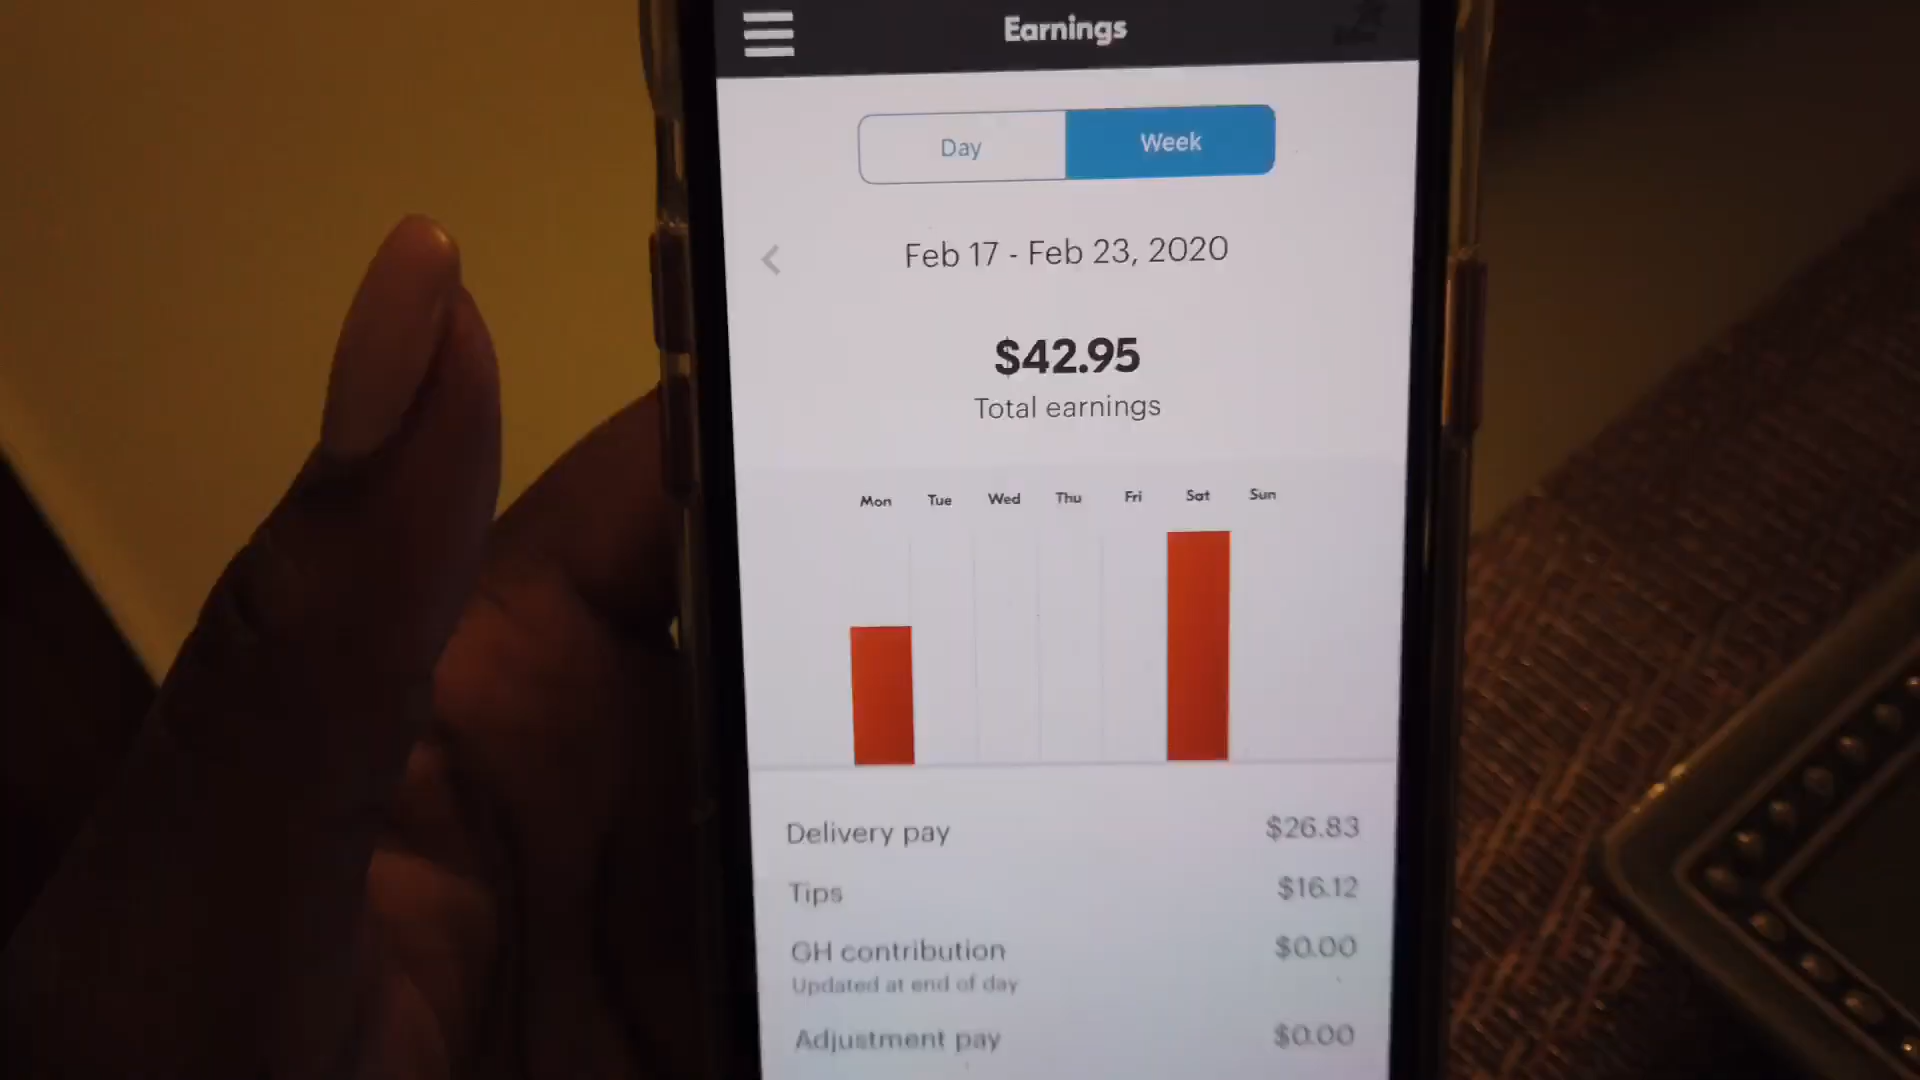 Earnings
Day Week
Feb 17 - Feb 23, 2020
$42.95
Total earnings
Mon Tue Wed Thu Fri Sat Sun
Delivery pay $26.83
Tips $16.12
GH contribution $0.00
Updated at end of day
Adjustment pay $0.00